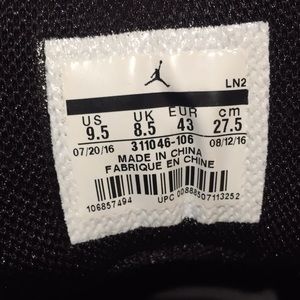 LN2
US UK EUR cm
9.5 8.5 43 27.5
07/20/16 311046-106 08/12/16
MADE IN CHINA
FABRIQUE EN CHINE
106857494 UPC 00888507113252